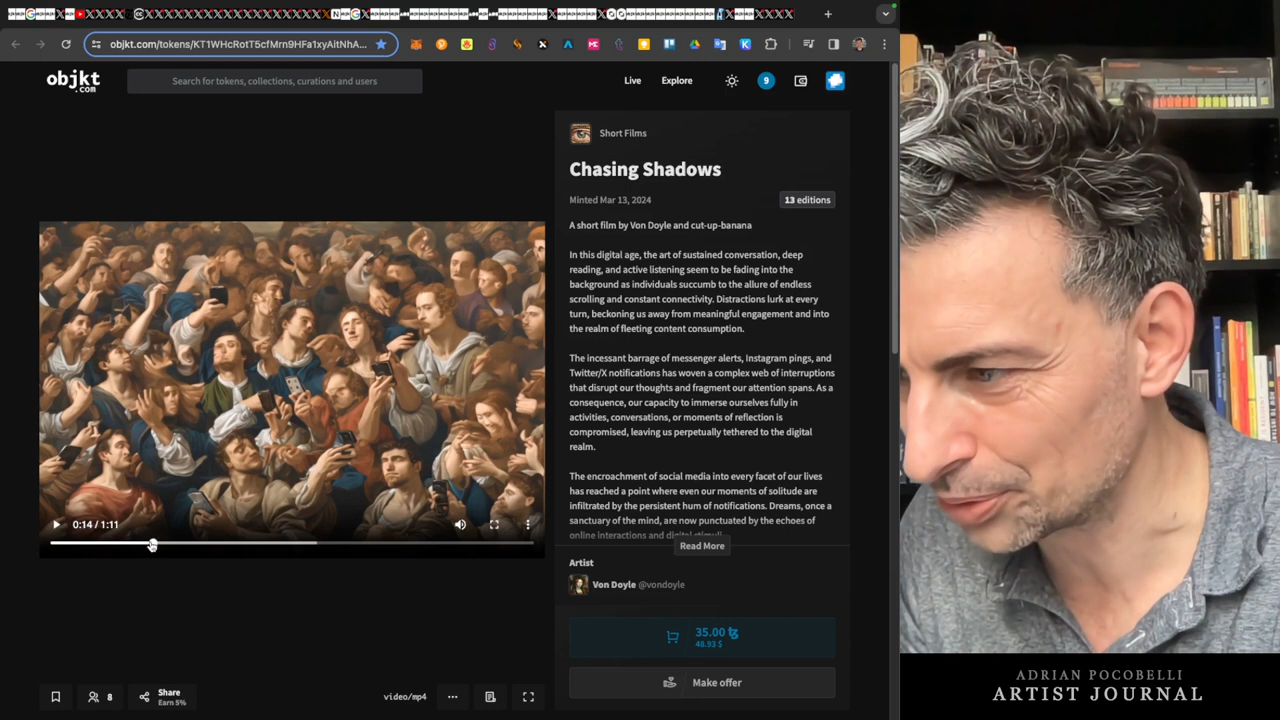 objkt.com/tokens/KT1WHcRotT5cfMrn9HFa1xyAitNhA...
objkt
.com
Search for tokens, collections, curations and users
Live
Explore
9
Short Films
Chasing Shadows
Minted Mar 13, 2024
13 editions
A short film by Von Doyle and cut-up-banana
In this digital age, the art of sustained conversation, deep
reading, and active listening seem to be fading into the
background as individuals succumb to the allure of endless
scrolling and constant connectivity. Distractions lurk at every
turn, beckoning us away from meaningful engagement and into
the realm of fleeting content consumption.
The incessant barrage of messenger alerts, Instagram pings, and
Twitter/X notifications has woven a complex web of interruptions
that disrupt our thoughts and fragment our attention spans. As a
consequence, our capacity to immerse ourselves fully in
activities, conversations, or moments of reflection is
compromised, leaving us perpetually tethered to the digital
realm.
The encroachment of social media into every facet of our lives
has reached a point where even our moments of solitude are
infiltrated by the persistent hum of notifications. Dreams, once a
sanctuary of the mind, are now punctuated by the echoes of
online interactions and digital stimuli.
Read More
0:14 / 1:11
Artist
Von Doyle @vondoyle
35.00 ꜩ
46.93 $
Make offer
8
Share
Earn 5%
video/mp4
ADRIAN POCOBELLI
ARTIST JOURNAL